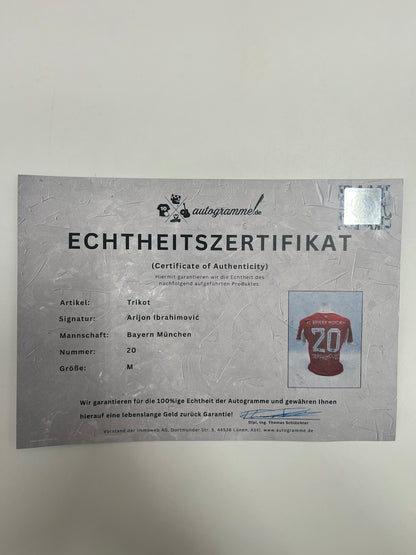 autogramme.de
ECHTHEITSZERTIFIKAT
(Certificate of Authenticity)
Hiermit garantieren wir die Echtheit des
nachfolgend aufgeführten Produktes.
Artikel: Trikot
Signatur: Arijon Ibrahimović
Mannschaft: Bayern München
Nummer: 20
Größe: M
BAYERN MÜNCHEN
20
Wir garantieren für die 100%ige Echtheit der Autogramme und gewähren Ihnen
hierauf eine lebenslange Geld zurück Garantie!
Dipl. Ing. Thomas Schlüchter
Vorstand der immoweb AG, Dortmunder Str. 5, 44536 Lünen, Abtl. www.autogramme.de